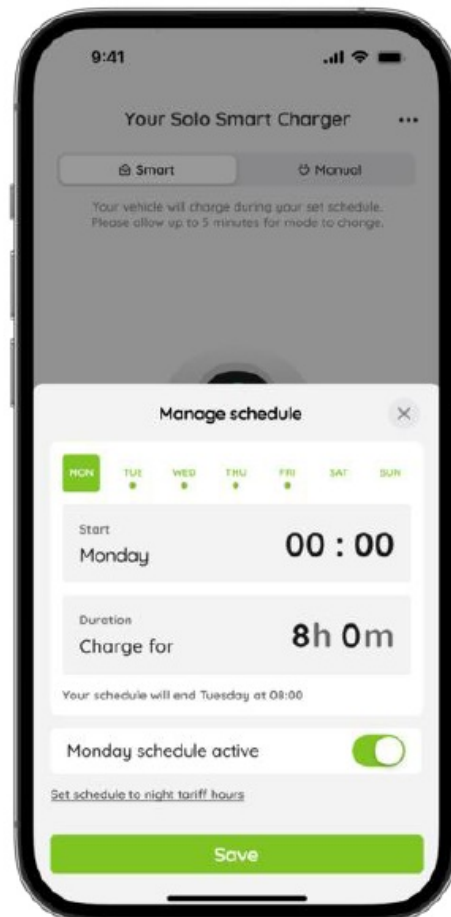 9:41
Your Solo Smart Charger
Smart Manual
Your vehicle will charge during your set schedule.
Please allow up to 5 minutes for mode to change.
Manage schedule
MON TUE WED THU FRI SAT SUN
Start
Monday
00 : 00
Duration
Charge for
8h 0m
Your schedule will end Tuesday at 08:00
Monday schedule active
Set schedule to night tariff hours
Save